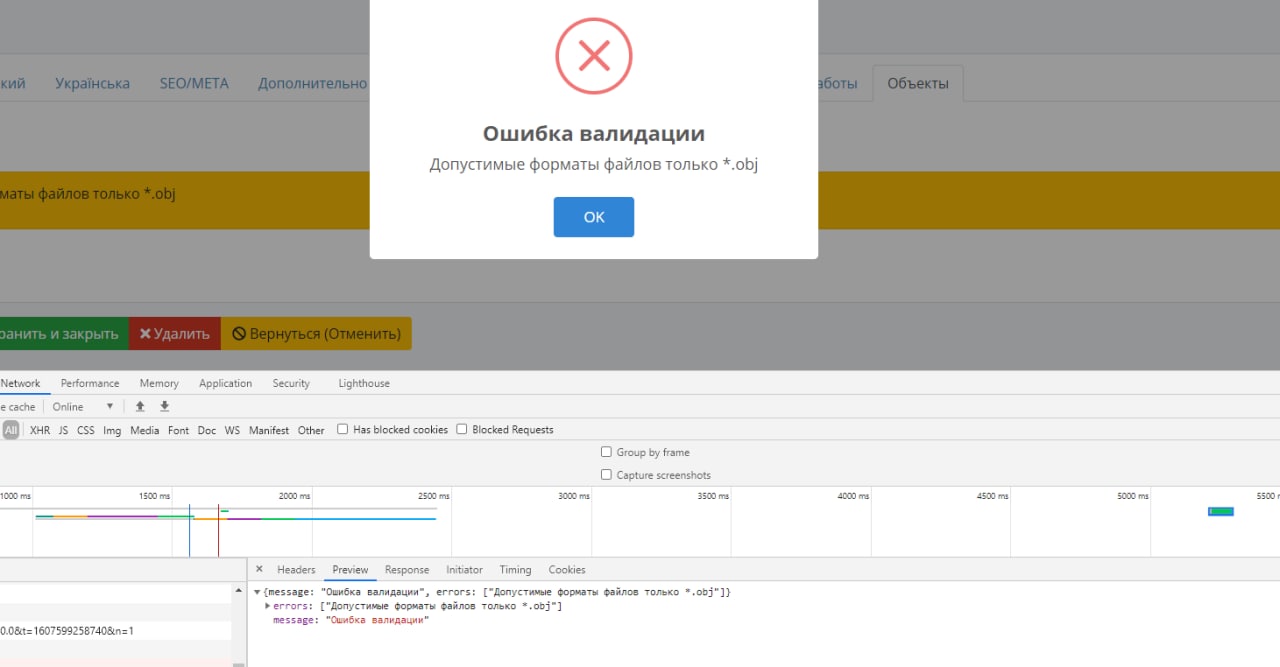 кий Українська SEO/META Дополнительно аботы Объекты
Ошибка валидации
Допустимые форматы файлов только *.obj
OK
маты файлов только *.obj
ранить и закрыть Удалить Вернуться (Отменить)
Network Performance Memory Application Security Lighthouse
e cache Online
All XHR JS CSS Img Media Font Doc WS Manifest Other Has blocked cookies Blocked Requests
Group by frame
Capture screenshots
1000 ms 1500 ms 2000 ms 2500 ms 3000 ms 3500 ms 4000 ms 4500 ms 5000 ms 5500 m
× Headers Preview Response Initiator Timing Cookies
{message: "Ошибка валидации", errors: ["Допустимые форматы файлов только *.obj"]}
errors: ["Допустимые форматы файлов только *.obj"]
message: "Ошибка валидации"
0.0&t=1607599258740&n=1